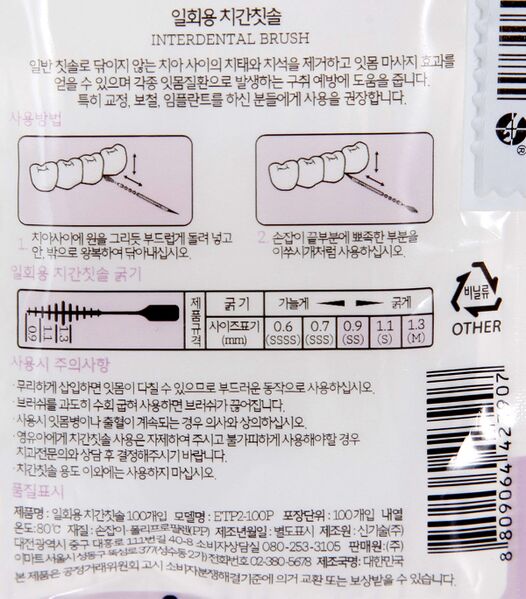 일회용 치간칫솔
INTERDENTAL BRUSH
일반 칫솔로 닦이지 않는 치아 사이의 치태와 치석을 제거하고 잇몸 마사지 효과를
얻을 수 있으며 각종 잇몸질환으로 발생하는 구취 예방에 도움을 줍니다.
특히 교정, 보철, 임플란트를 하신 분들에게 사용을 권장합니다.
사용방법
1. 치아사이에 원을 그리듯 부드럽게 돌려 넣고
안, 밖으로 왕복하여 닦아내십시오.
2. 손잡이 끝부분에 뾰족한 부분을
이쑤시개처럼 사용하십시오.
일회용 치간칫솔 굵기
제품규격
굵 기 가늘게 굵게
사이즈표기 (mm) 0.6 (SSSS) 0.7 (SSS) 0.9 (SS) 1.1 (S) 1.3 (M)
1.3
1.1
비닐류
OTHER
사용시 주의사항
·무리하게 삽입하면 잇몸이 다칠 수 있으므로 부드러운 동작으로 사용하십시오.
·브러쉬를 과도히 수회 굽혀 사용하면 브러쉬가 끊어집니다.
·사용시 잇몸병이나 출혈이 계속되는 경우 의사와 상의하십시오.
·영유아에게 치간칫솔 사용은 자제하여 주시고 불가피하게 사용해야할 경우
치과전문의와 상담 후 결정해주시기 바랍니다.
·치간칫솔 용도 이외에는 사용하지 마십시오.
품질표시
제품명 : 일회용 치간칫솔 100개입 모델명 : ETP2-100P 포장단위 : 100개입 내열
온도:80℃ 재질 : 손잡이-폴리프로필렌(PP) 제조년월일 : 별도표시 제조원 : 신기술(주)
대전광역시 중구 대흥로 111번길 40-8 소비자상담실 080-253-3105 판매원:(주)
이마트 서울시 성동구 뚝섬로 377(성수동2가) 전화번호 02-380-5678 제조국명 : 대한민국
본 제품은 공정거래위원회 고시 소비자분쟁해결기준에 의거 교환 또는 보상받을 수 있습니다.